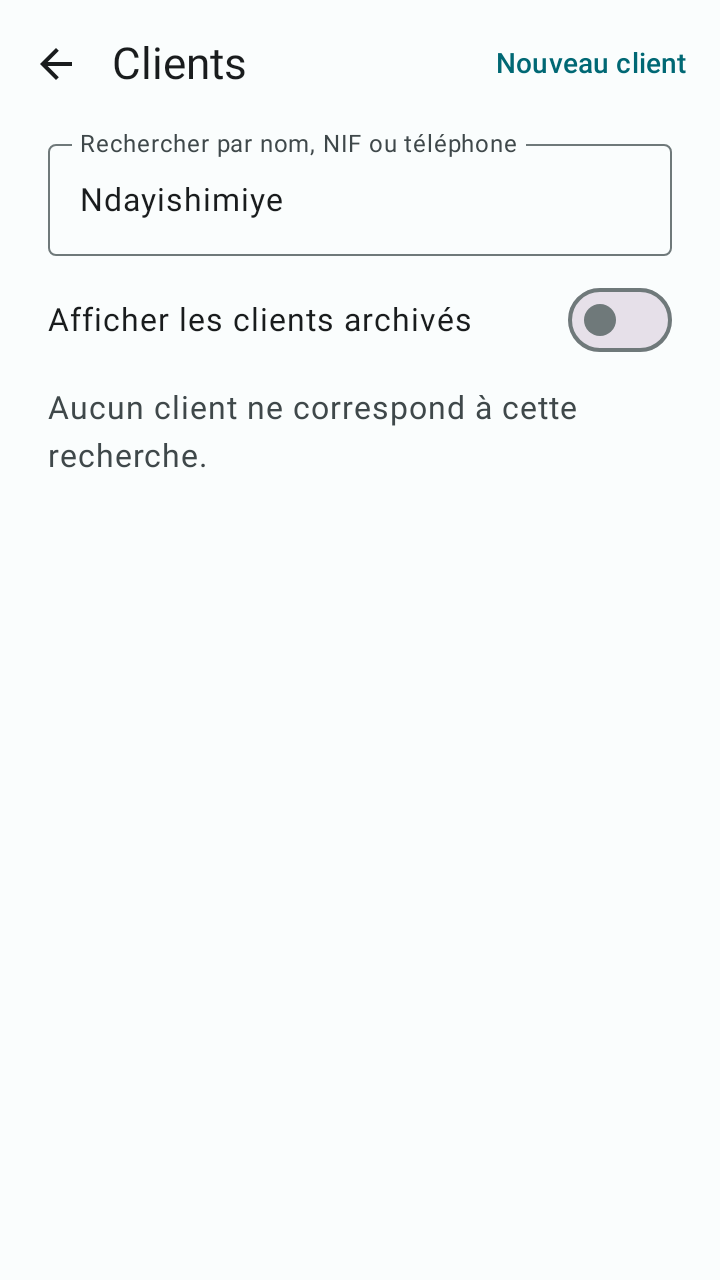 Clients
Nouveau client
Rechercher par nom, NIF ou téléphone
Ndayishimiye
Afficher les clients archivés
Aucun client ne correspond à cette
recherche.